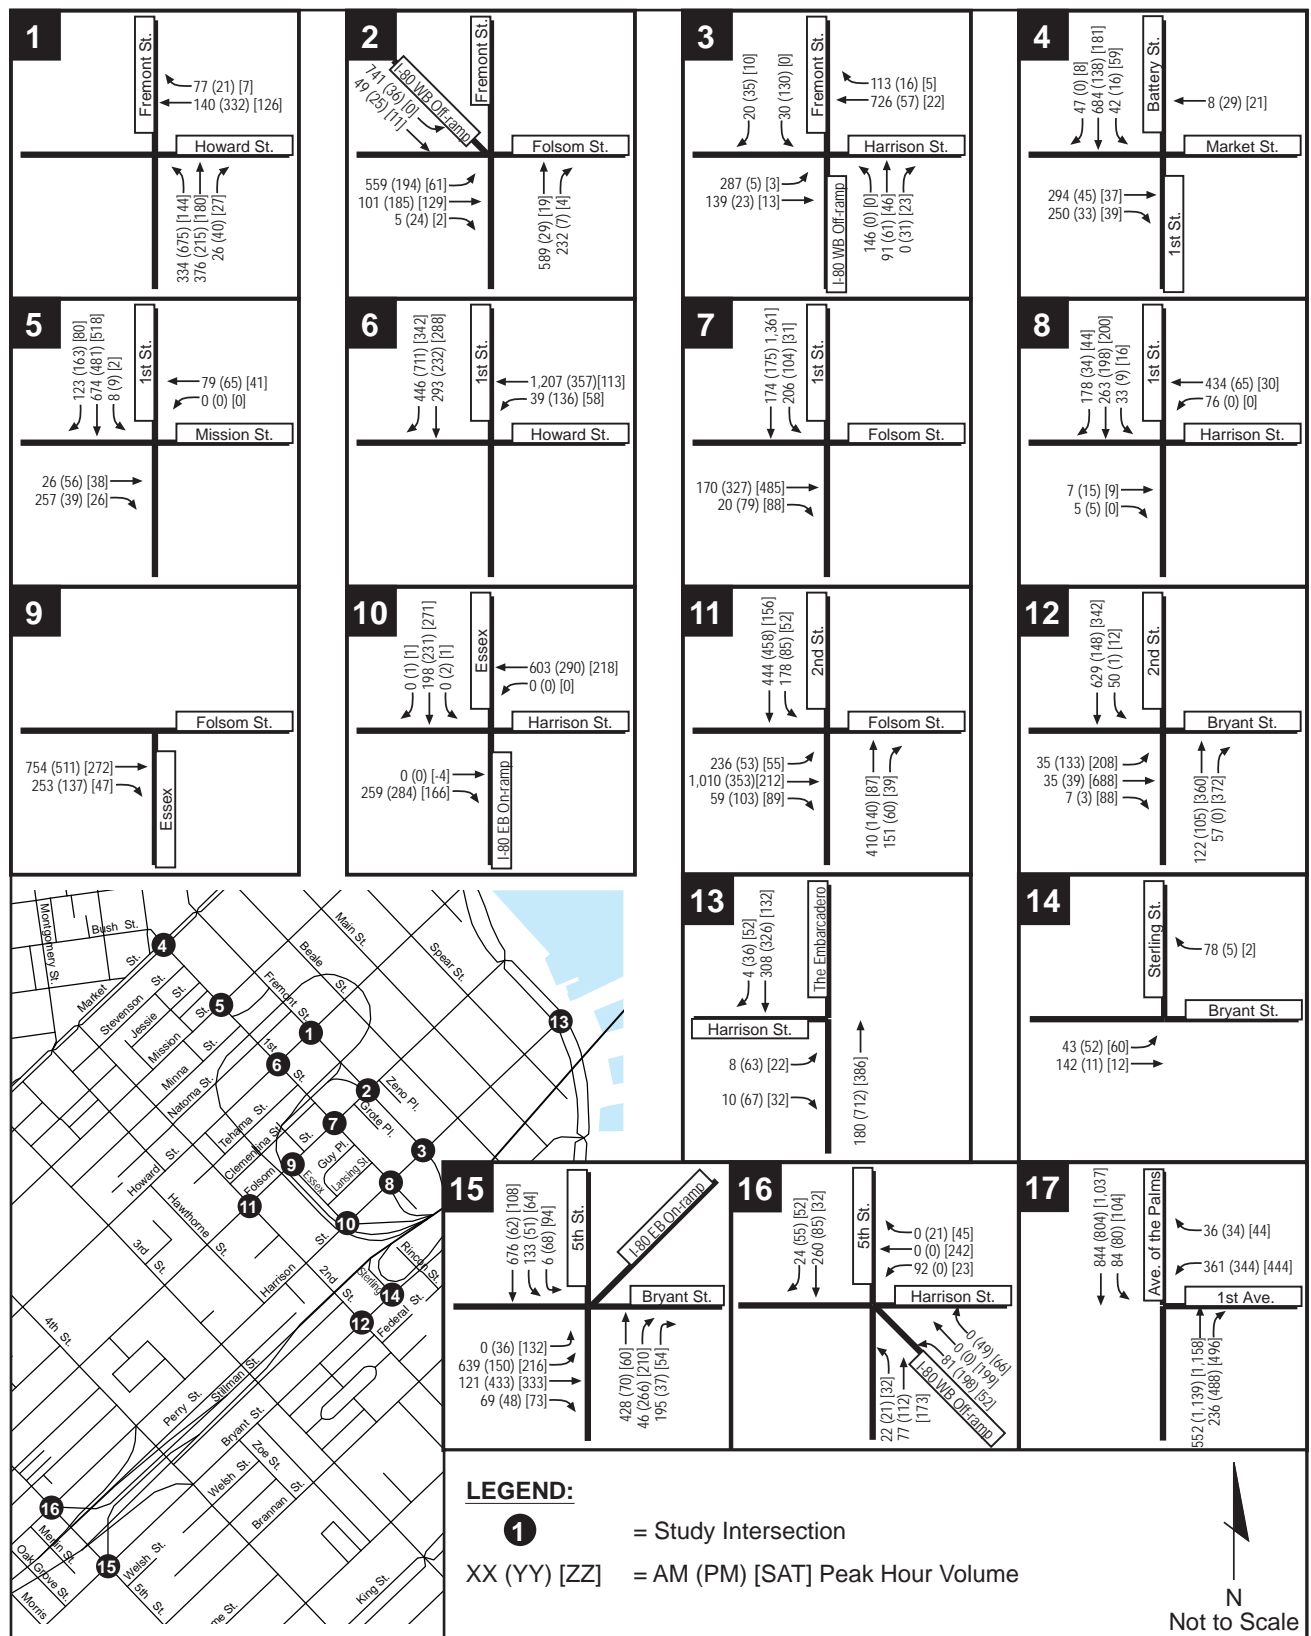 1
Fremont St.
77 (21) [7]
140 (332) [126]
Howard St.
334 (675) [144]
376 (215) [180]
26 (40) [27]
2
I-80 WB Off-ramp
Fremont St.
741 (36) [0]
49 (25) [11]
Folsom St.
559 (194) [61]
101 (185) [129]
5 (24) [2]
589 (29) [19]
232 (7) [4]
3
20 (35) [10]
30 (130) [0]
Fremont St.
113 (16) [5]
726 (57) [22]
Harrison St.
287 (5) [3]
139 (23) [13]
I-80 WB Off-ramp
146 (0) [0]
91 (61) [46]
0 (31) [23]
4
47 (0) [8]
684 (138) [181]
42 (16) [59]
Battery St.
8 (29) [21]
Market St.
294 (45) [37]
250 (33) [39]
1st St.
5
123 (163) [80]
674 (481) [518]
8 (9) [2]
1st St.
79 (65) [41]
0 (0) [0]
Mission St.
26 (56) [38]
257 (39) [26]
6
446 (711) [342]
293 (232) [288]
1st St.
1,207 (357)[113]
39 (136) [58]
Howard St.
7
174 (175) 1,361]
206 (104) [31]
1st St.
Folsom St.
170 (327) [485]
20 (79) [88]
8
178 (34) [44]
263 (198) [200]
33 (9) [16]
1st St.
434 (65) [30]
76 (0) [0]
Harrison St.
7 (15) [9]
5 (5) [0]
9
Folsom St.
754 (511) [272]
253 (137) [47]
Essex
10
0 (1) [1]
198 (231) [271]
0 (2) [1]
Essex
603 (290) [218]
0 (0) [0]
Harrison St.
0 (0) [-4]
259 (284) [166]
I-80 EB On-ramp
11
444 (458) [156]
178 (85) [52]
2nd St.
Folsom St.
236 (53) [55]
1,010 (353)[212]
59 (103) [89]
410 (140) [87]
151 (60) [39]
12
629 (148) [342]
50 (1) [12]
2nd St.
Bryant St.
35 (133) [208]
35 (39) [688]
7 (3) [88]
122 (105) [360]
57 (0) [372]
13
4 (36) [52]
308 (326) [132]
The Embarcadero
Harrison St.
8 (63) [22]
10 (67) [32]
180 (712) [386]
14
Sterling St.
78 (5) [2]
Bryant St.
43 (52) [60]
142 (11) [12]
15
676 (62) [108]
133 (51) [64]
6 (68) [94]
5th St.
I-80 EB On-ramp
Bryant St.
0 (36) [132]
639 (150) [216]
121 (433) [333]
69 (48) [73]
428 (70) [60]
46 (266) [210]
195 (37) [54]
16
24 (55) [52]
260 (85) [32]
5th St.
0 (21) [45]
0 (0) [242]
92 (0) [23]
Harrison St.
0 (49) [66]
0 (0) [199]
81 (198) [52]
I-80 WB Off-ramp
22 (21) [32]
77 (112)
[173]
17
844 (804) [1,037]
84 (80) [104]
Ave. of the Palms
36 (34) [44]
361 (344) [444]
1st Ave.
552 (1,139) [1,158]
236 (488) [496]
Montgomery St.
Bush St.
Market St.
Stevenson St.
Jessie St.
Mission St.
Minna St.
Natoma St.
Howard St.
Tehama St.
Clementina St.
Folsom St.
Hawthorne St.
3rd St.
Harrison St.
4th St.
Main St.
Beale St.
Spear St.
Fremont St.
1st St.
Zeno Pl.
Grote Pl.
Guy Pl.
Lansing St.
Essex
2nd St.
Rincon St.
Sterling
Federal St.
Perry St.
Stillman St.
Bryant St.
Zoe St.
Welsh St.
Brannan St.
King St.
Merlin St.
Oak Grove St.
Morris
Welsh St.
5th St.
me St.
4
5
1
6
2
7
3
9
8
11
10
13
14
12
16
15
LEGEND:
1 = Study Intersection
XX (YY) [ZZ] = AM (PM) [SAT] Peak Hour Volume
N
Not to Scale